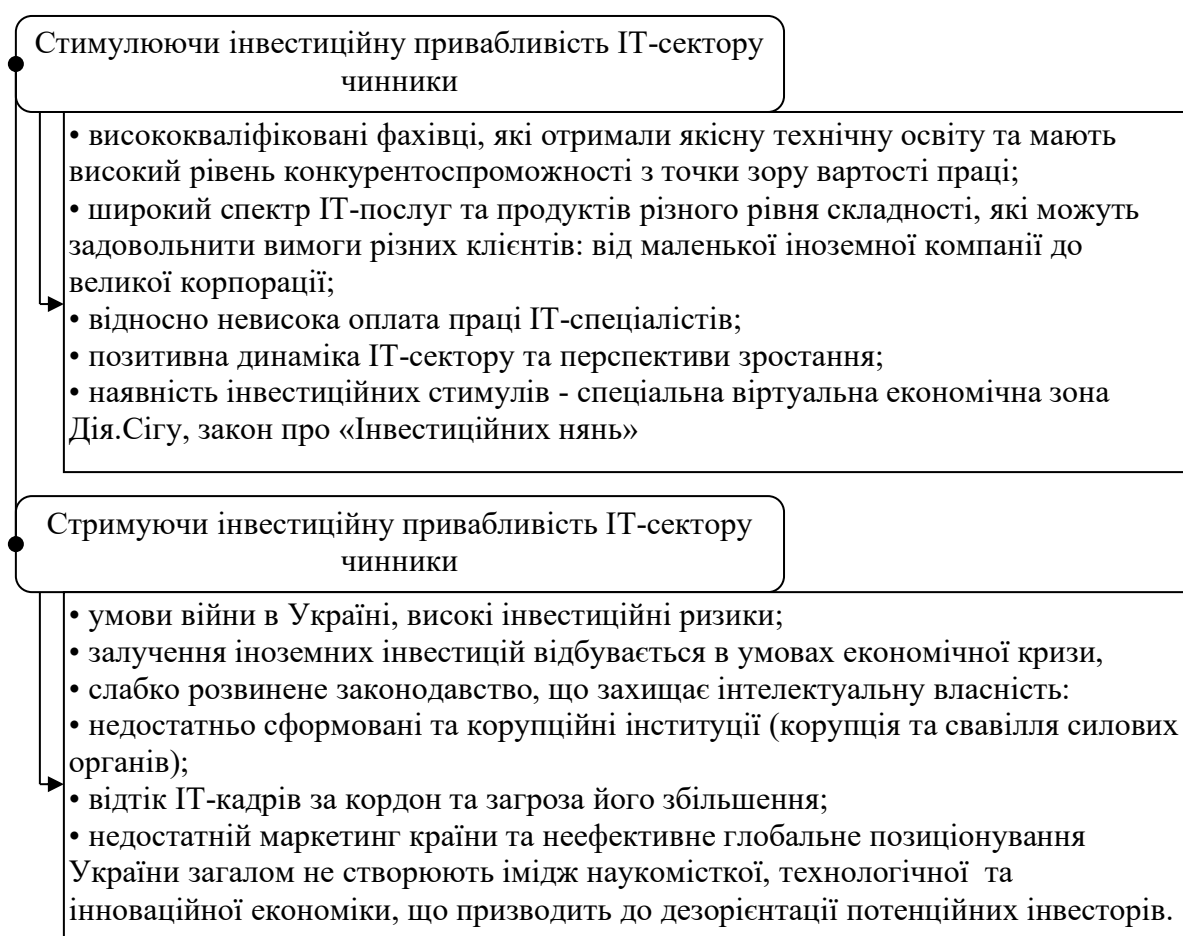 Стимулюючи інвестиційну привабливість ІТ-сектору
чинники
• висококваліфіковані фахівці, які отримали якісну технічну освіту та мають
високий рівень конкурентоспроможності з точки зору вартості праці;
• широкий спектр ІТ-послуг та продуктів різного рівня складності, які можуть
задовольнити вимоги різних клієнтів: від маленької іноземної компанії до
великої корпорації;
• відносно невисока оплата праці ІТ-спеціалістів;
• позитивна динаміка ІТ-сектору та перспективи зростання;
• наявність інвестиційних стимулів - спеціальна віртуальна економічна зона
Дія.Сігу, закон про «Інвестиційних нянь»
Стримуючи інвестиційну привабливість ІТ-сектору
чинники
• умови війни в Україні, високі інвестиційні ризики;
• залучення іноземних інвестицій відбувається в умовах економічної кризи,
• слабко розвинене законодавство, що захищає інтелектуальну власність:
• недостатньо сформовані та корупційні інституції (корупція та свавілля силових
органів);
• відтік ІТ-кадрів за кордон та загроза його збільшення;
• недостатній маркетинг країни та неефективне глобальне позиціонування
України загалом не створюють імідж наукомісткої, технологічної та
інноваційної економіки, що призводить до дезорієнтації потенційних інвесторів.